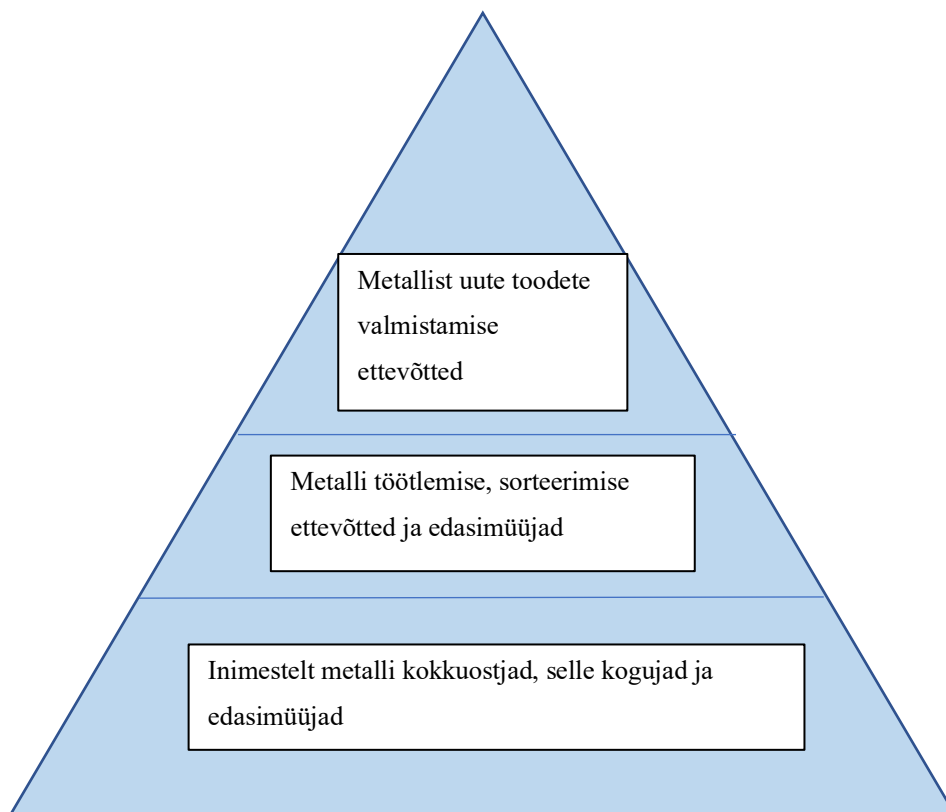 Metallist uute toodete
valmistamise
ettevõtted
Metalli töötlemise, sorteerimise
ettevõtted ja edasimüüjad
Inimestelt metalli kokkuostjad, selle kogujad ja
edasimüüjad